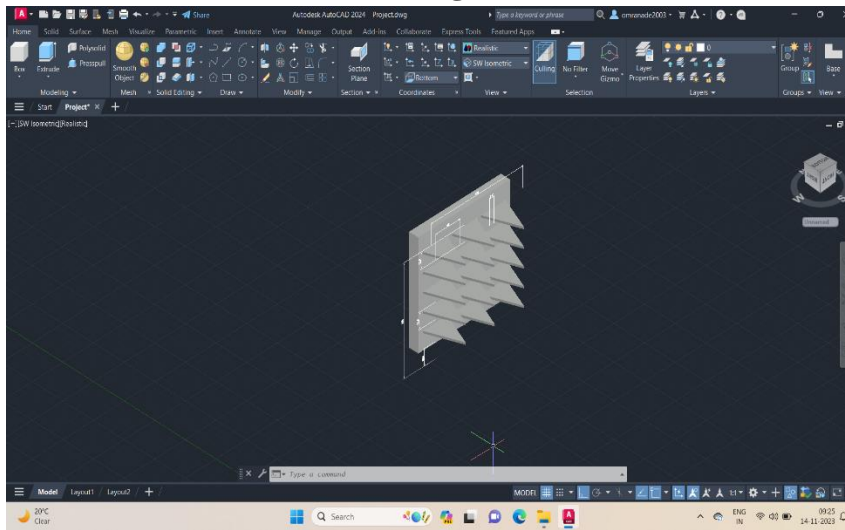 Share
Autodesk AutoCAD 2024 Project.dwg
Type a keyword or phrase
omranade2003
Home Solid Surface Mesh Visualize Parametric Insert Annotate View Manage Output Add-ins Collaborate Express Tools Featured Apps
Box
Extrude
Polysolid
Presspull
Smooth Object
Section Plane
Realistic
SW Isometric
Bottom
Culling
No Filter
Move Gizmo
Layer Properties
0
Group
Base
Modeling
Mesh
Solid Editing
Draw
Modify
Section
Coordinates
View
Selection
Layers
Groups
View
Start
Project*
[-][SW Isometric][Realistic]
W
S
Unnamed
Type a command
Model Layout1 Layout2
MODEL
20°C
Clear
Search
ENG
IN
09:25
14-11-2023